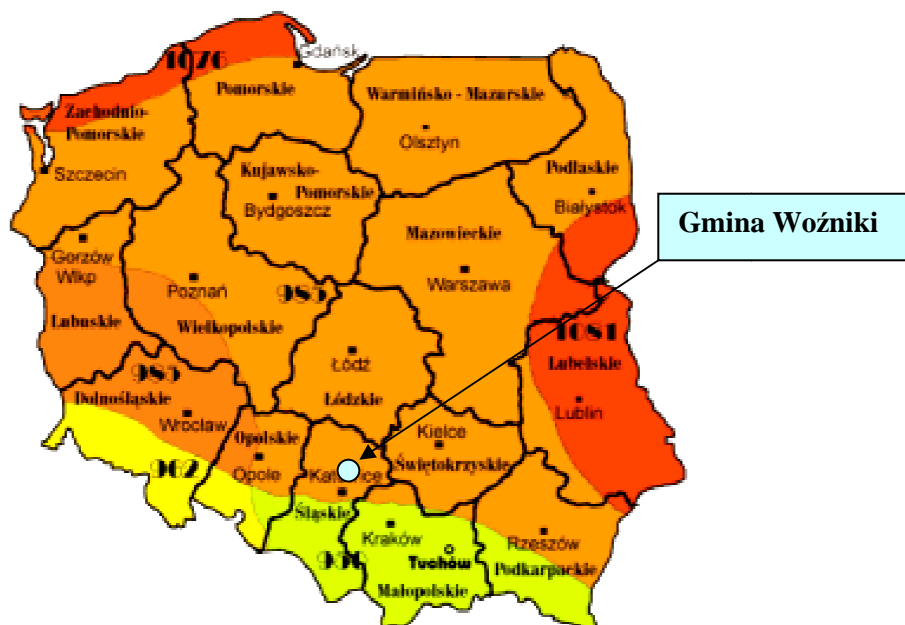 Gdańsk
1076
Pomorskie
Warmińsko - Mazurskie
Zachodnio-
Pomorskie
Olsztyn
Szczecin
Kujawsko-
Pomorskie
Bydgoszcz
Podlaskie
Białystok
Gmina Woźniki
Mazowieckie
Gorzów
Wlkp
Poznań
985
Warszawa
Lubuskie
Wielkopolskie
1081
Lubelskie
Łódź
985
Dolnośląskie
Łódzkie
Lublin
Wrocław
Opolskie
Kielce
962
Opole
Świętokrzyskie
Śląskie
Kraków
Rzeszów
Tuchów
Podkarpackie
Małopolskie